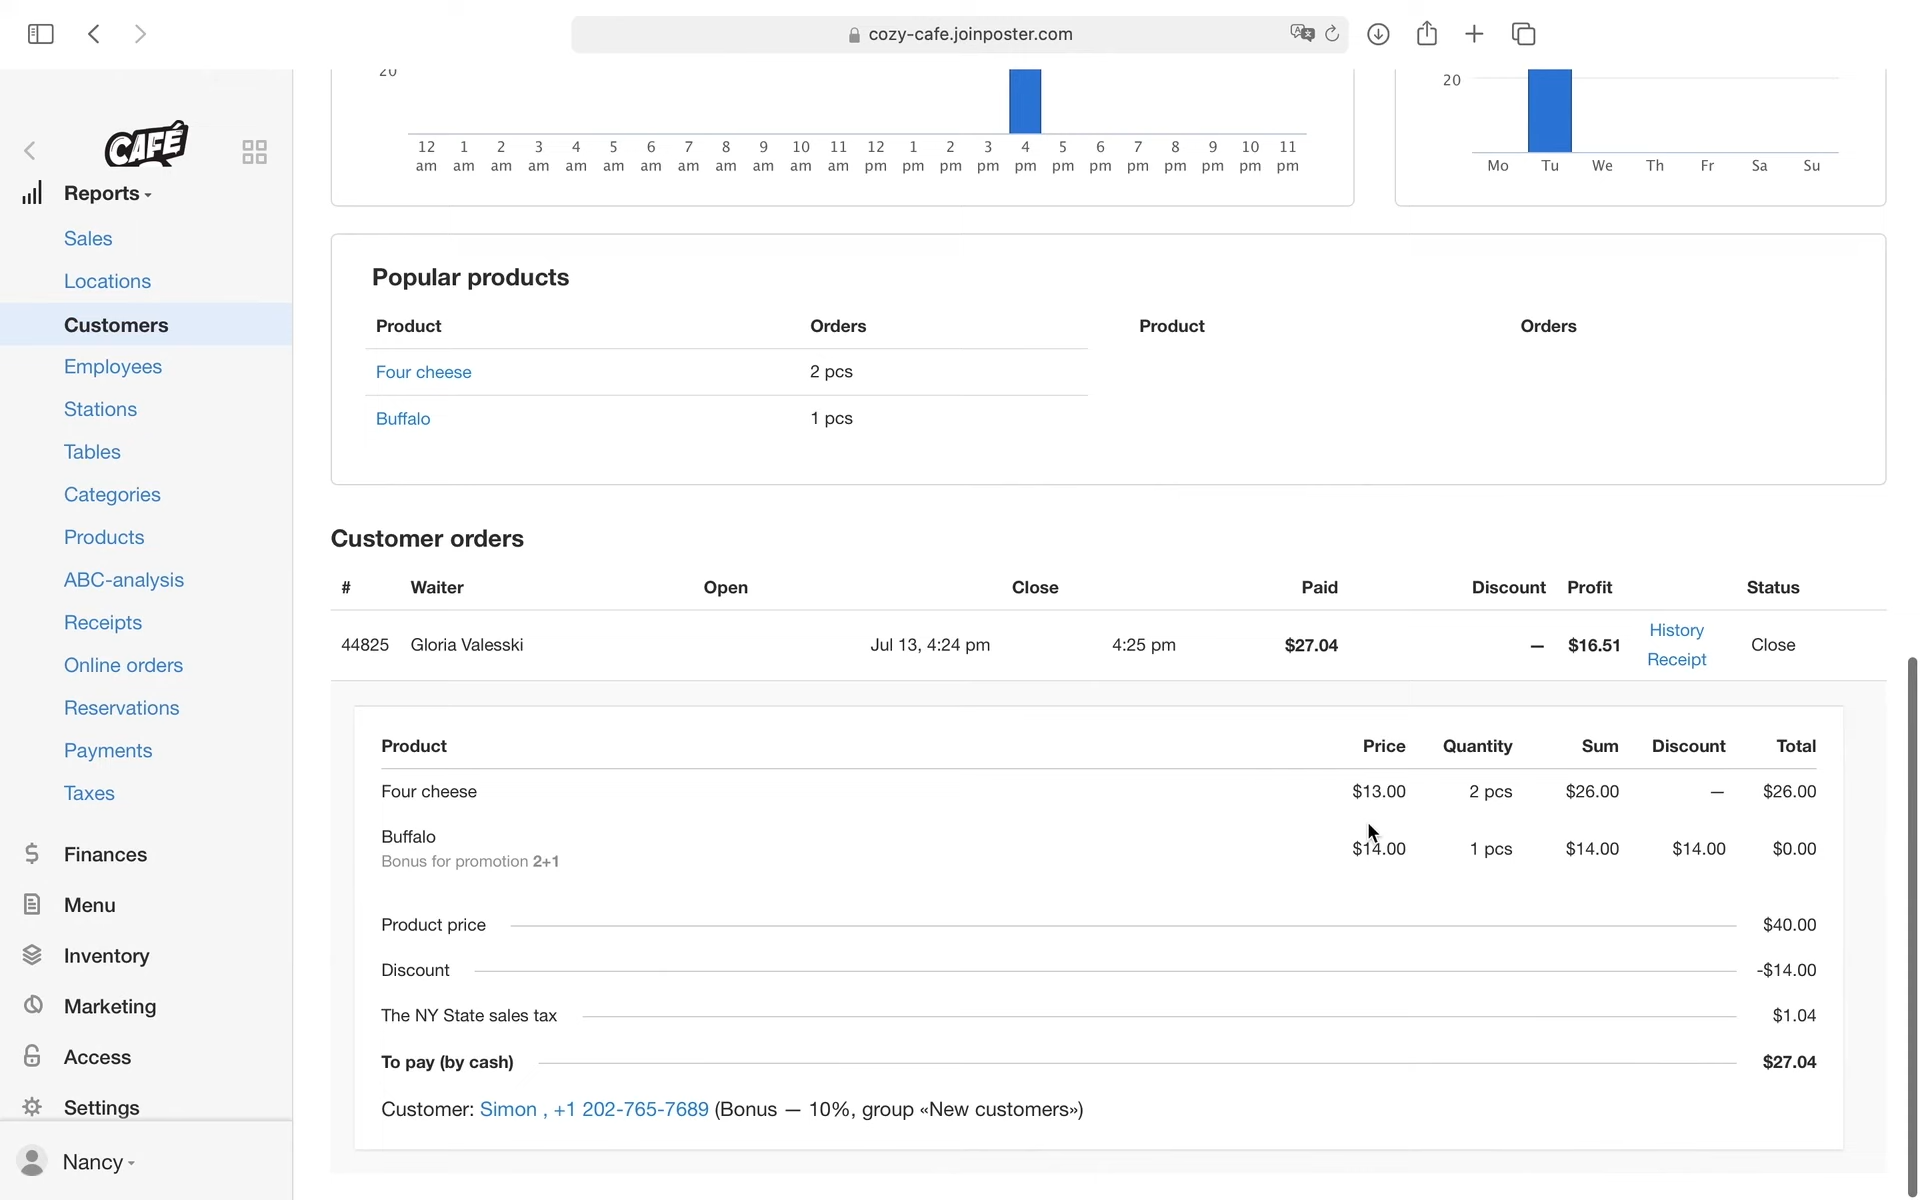 cozy-cafe.joinposter.com
CAFÉ
Reports
Sales
Locations
Customers
Employees
Stations
Tables
Categories
Products
ABC-analysis
Receipts
Online orders
Reservations
Payments
Taxes
Finances
Menu
Inventory
Marketing
Access
Settings
Nancy
20
12 1 2 3 4 5 6 7 8 9 10 11 12 1 2 3 4 5 6 7 8 9 10 11
am am am am am am am am am am am am pm pm pm pm pm pm pm pm pm pm pm pm
20
Mo Tu We Th Fr Sa Su
Popular products
Product Orders Product Orders
Four cheese 2 pcs
Buffalo 1 pcs
Customer orders
# Waiter Open Close Paid Discount Profit Status
44825 Gloria Valesski Jul 13, 4:24 pm 4:25 pm $27.04 — $16.51 History Close
Receipt
Product Price Quantity Sum Discount Total
Four cheese $13.00 2 pcs $26.00 — $26.00
Buffalo $14.00 1 pcs $14.00 $14.00 $0.00
Bonus for promotion 2+1
Product price $40.00
Discount -$14.00
The NY State sales tax $1.04
To pay (by cash) $27.04
Customer: Simon , +1 202-765-7689 (Bonus — 10%, group «New customers»)